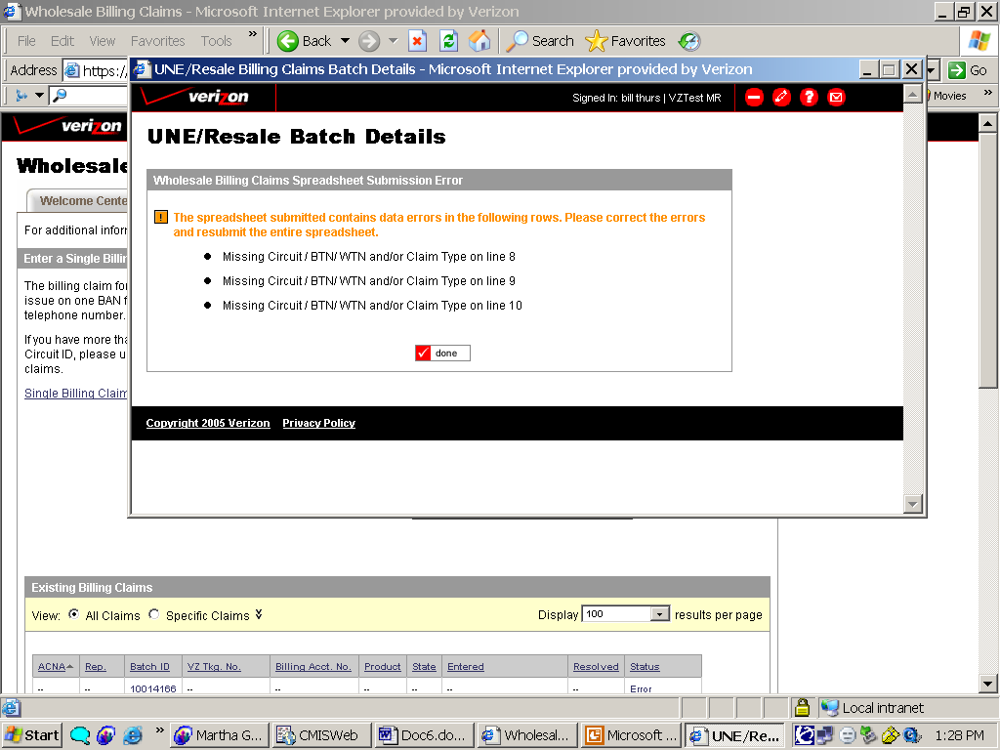 Wholesale Billing Claims - Microsoft Internet Explorer provided by Verizon
File Edit View Favorites Tools » Back Search Favorites
Address https:/ Go
Movies »
UNE/Resale Billing Claims Batch Details - Microsoft Internet Explorer provided by Verizon
verizon
Signed In: bill thurs | VZTest MR
UNE/Resale Batch Details
Wholesale Billing Claims Spreadsheet Submission Error
! The spreadsheet submitted contains data errors in the following rows. Please correct the errors
and resubmit the entire spreadsheet.
● Missing Circuit / BTN/ WTN and/or Claim Type on line 8
● Missing Circuit / BTN/ WTN and/or Claim Type on line 9
● Missing Circuit / BTN/ WTN and/or Claim Type on line 10
done
Copyright 2005 Verizon Privacy Policy
verizon
Wholesale
Welcome Cente
For additional inforr
Enter a Single Billin
The billing claim for
issue on one BAN f
telephone number.
If you have more tha
Circuit ID, please u
claims.
Single Billing Claim
Existing Billing Claims
View: All Claims Specific Claims
Display 100 results per page
ACNA Rep. Batch ID VZ Tkg. No. Billing Acct. No. Product State Entered Resolved Status
-- -- 10014166 -- -- -- -- -- -- Error
Local intranet
Start » Martha G... CMISWeb Doc6.do... Wholesal... Microsoft ... UNE/Re... 1:28 PM